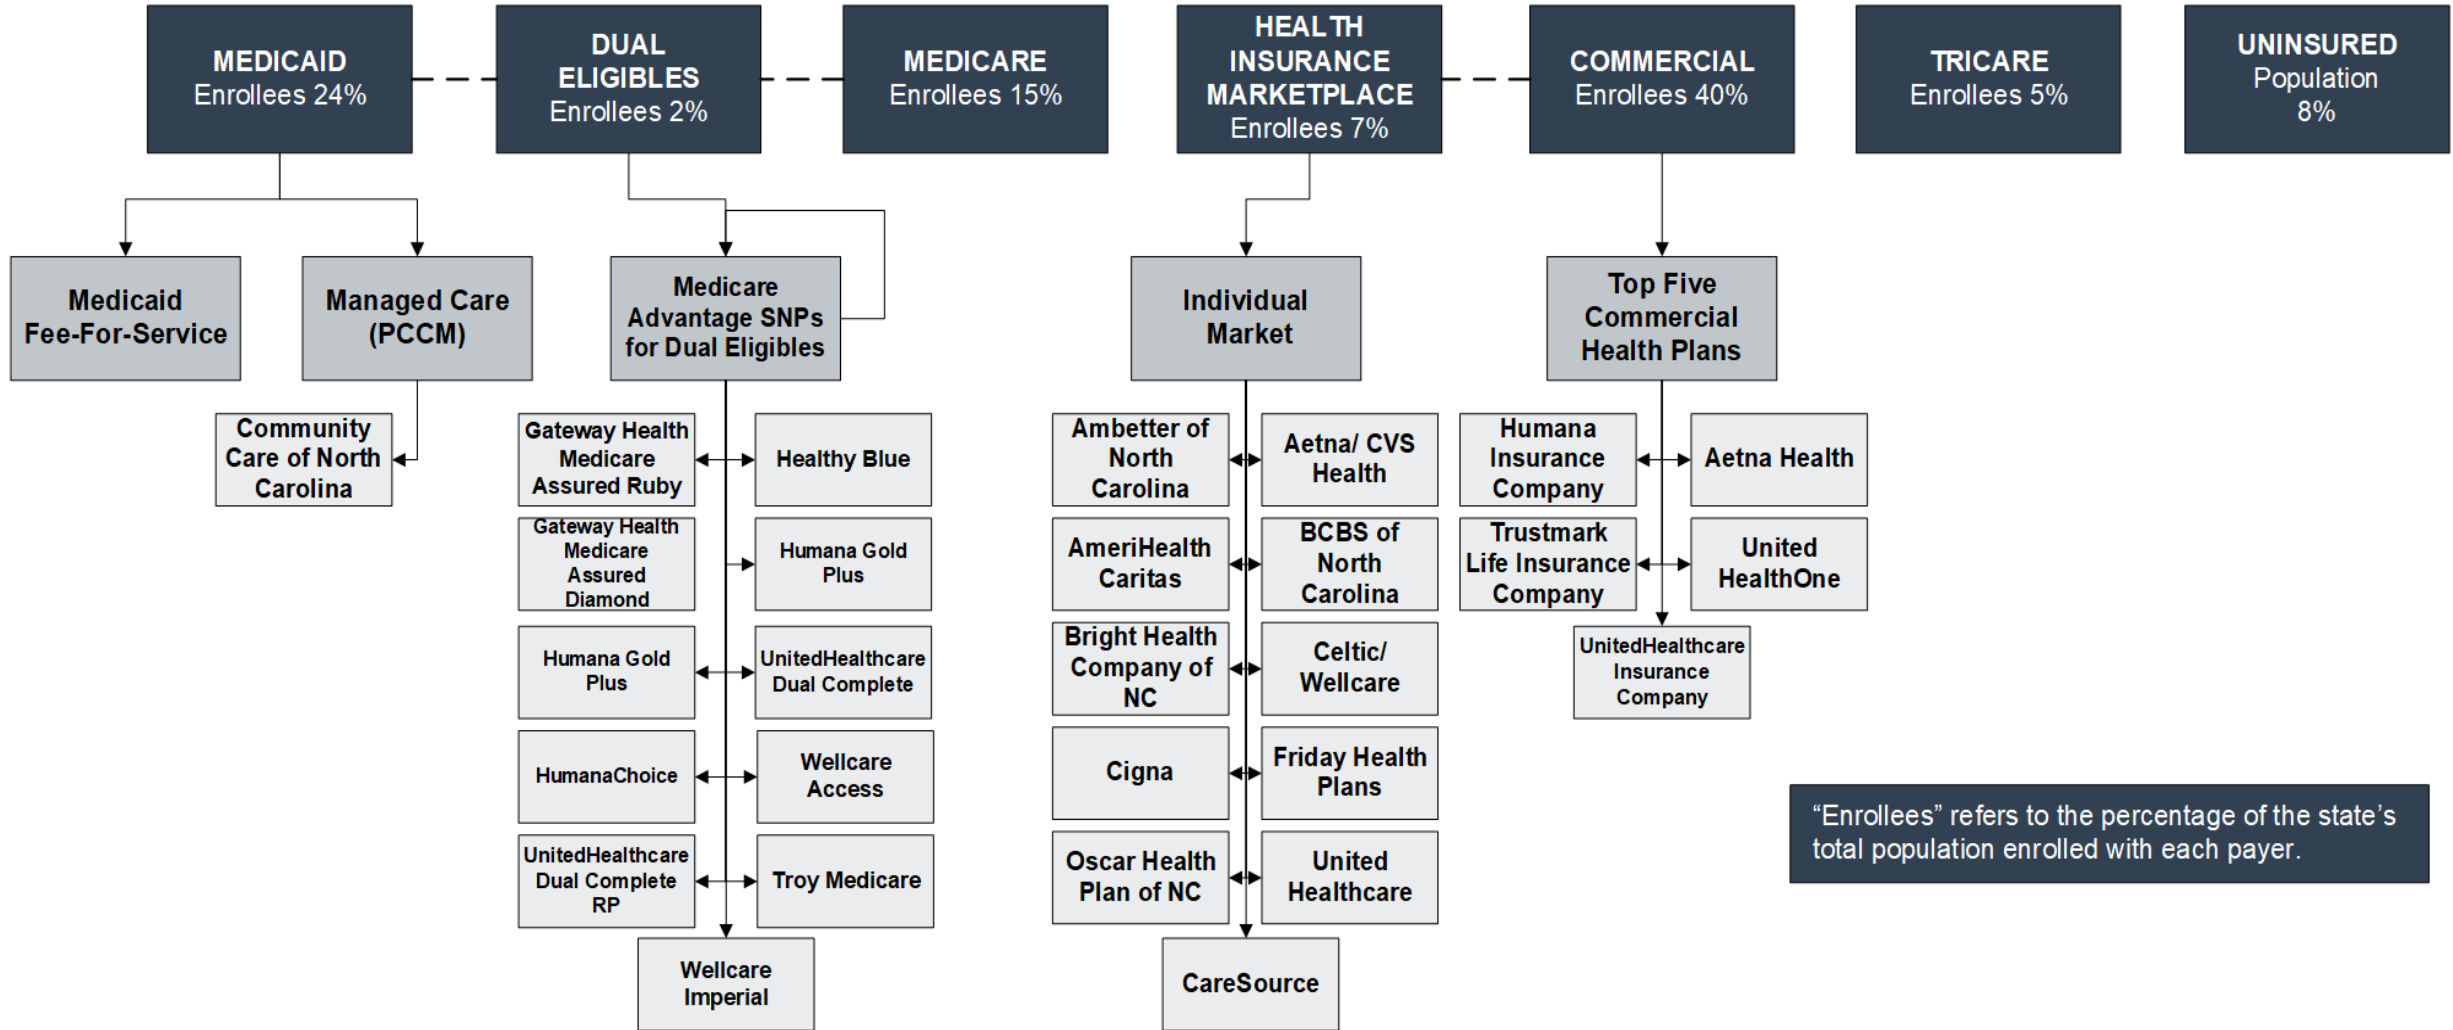 MEDICAID
Enrollees 24%
DUAL
ELIGIBLES
Enrollees 2%
MEDICARE
Enrollees 15%
HEALTH
INSURANCE
MARKETPLACE
Enrollees 7%
COMMERCIAL
Enrollees 40%
TRICARE
Enrollees 5%
UNINSURED
Population
8%
Medicaid
Fee-For-Service
Managed Care
(PCCM)
Medicare
Advantage SNPs
for Dual Eligibles
Individual
Market
Top Five
Commercial
Health Plans
Community
Care of North
Carolina
Gateway Health
Medicare
Assured Ruby
Healthy Blue
Gateway Health
Medicare
Assured
Diamond
Humana Gold
Plus
Humana Gold
Plus
UnitedHealthcare
Dual Complete
HumanaChoice
Wellcare
Access
UnitedHealthcare
Dual Complete
RP
Troy Medicare
Wellcare
Imperial
Ambetter of
North
Carolina
Aetna/ CVS
Health
AmeriHealth
Caritas
BCBS of
North
Carolina
Bright Health
Company of
NC
Celtic/
Wellcare
Cigna
Friday Health
Plans
Oscar Health
Plan of NC
United
Healthcare
CareSource
Humana
Insurance
Company
Aetna Health
Trustmark
Life Insurance
Company
United
HealthOne
UnitedHealthcare
Insurance
Company
“Enrollees” refers to the percentage of the state’s
total population enrolled with each payer.